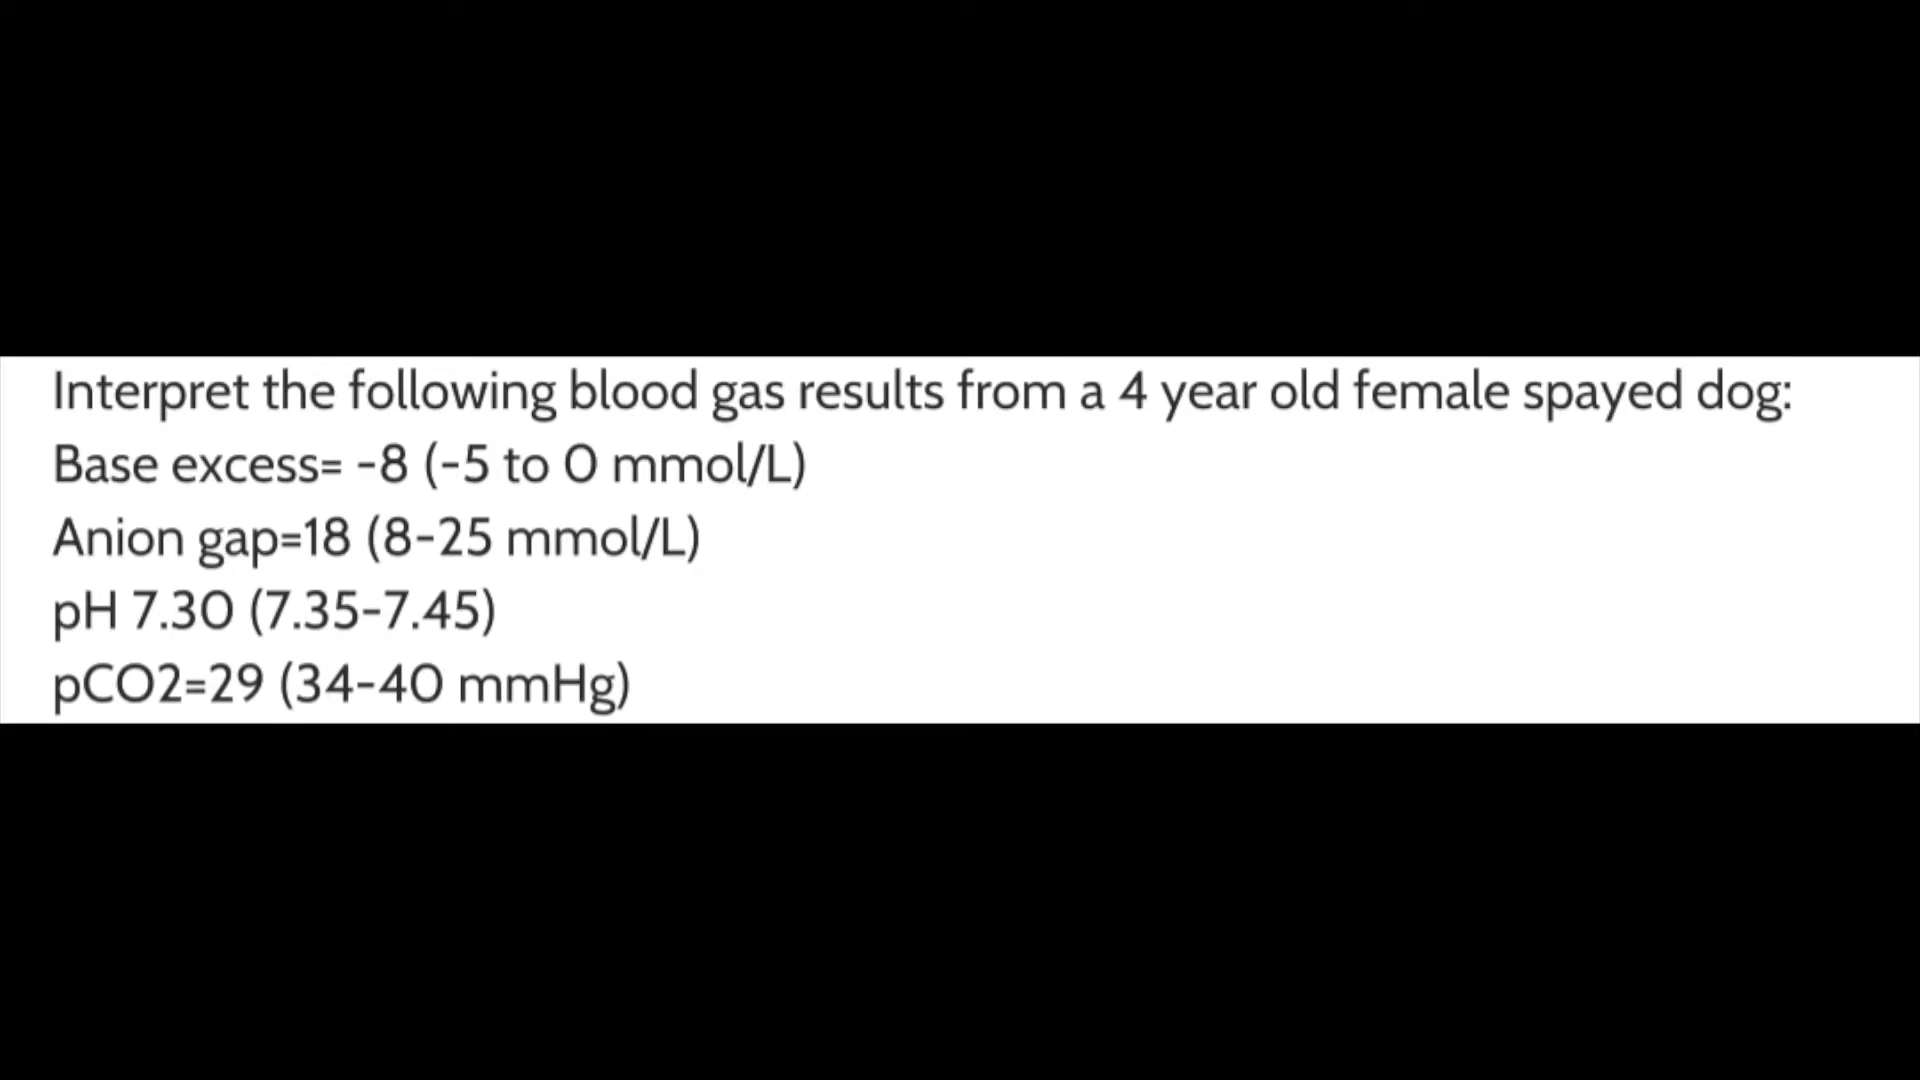 Interpret the following blood gas results from a 4 year old female spayed dog:
Base excess= -8 (-5 to 0 mmol/L)
Anion gap=18 (8-25 mmol/L)
pH 7.30 (7.35-7.45)
pCO2=29 (34-40 mmHg)